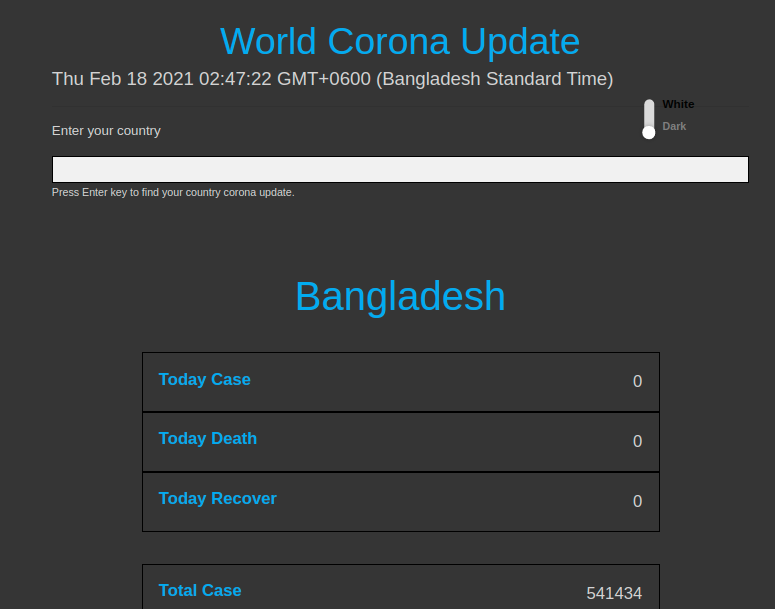 World Corona Update
Thu Feb 18 2021 02:47:22 GMT+0600 (Bangladesh Standard Time)
White
Dark
Enter your country
Press Enter key to find your country corona update.
Bangladesh
Today Case 0
Today Death 0
Today Recover 0
Total Case 541434